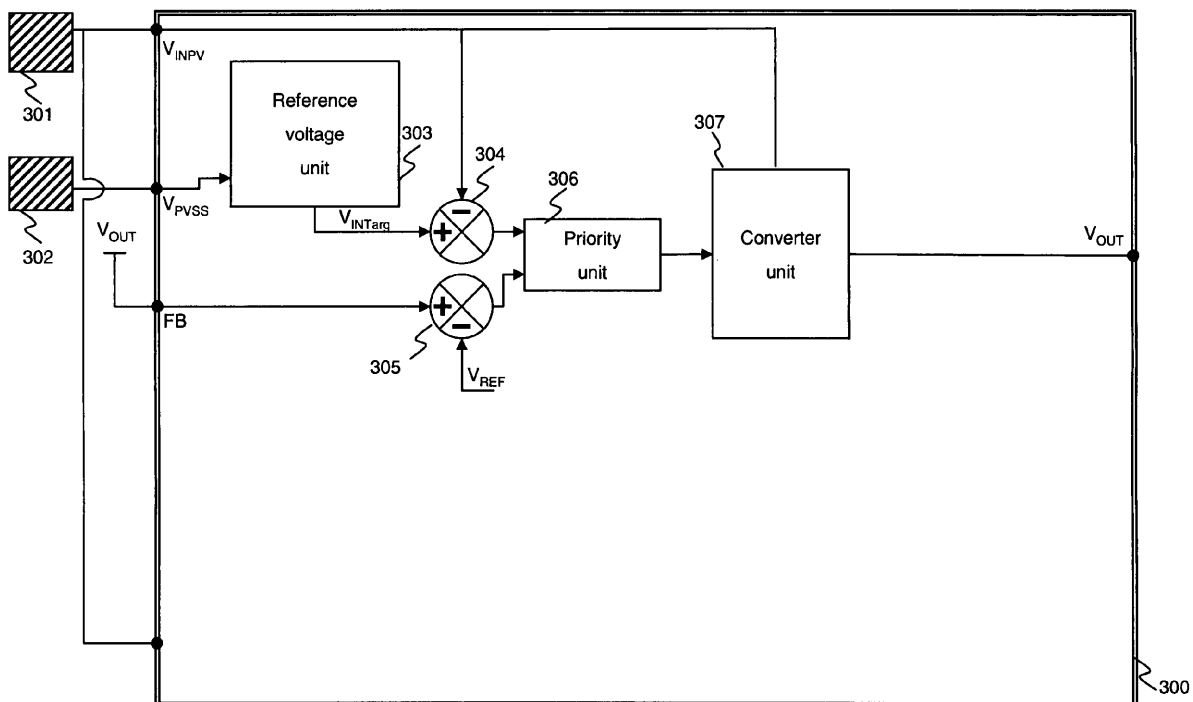 V_INPV
301
Reference
voltage
unit
303
304
307
306
302
V_PVSS
V_INTarg
V_OUT
Priority
unit
Converter
unit
V_OUT
FB
305
V_REF
300
+
−
+
−